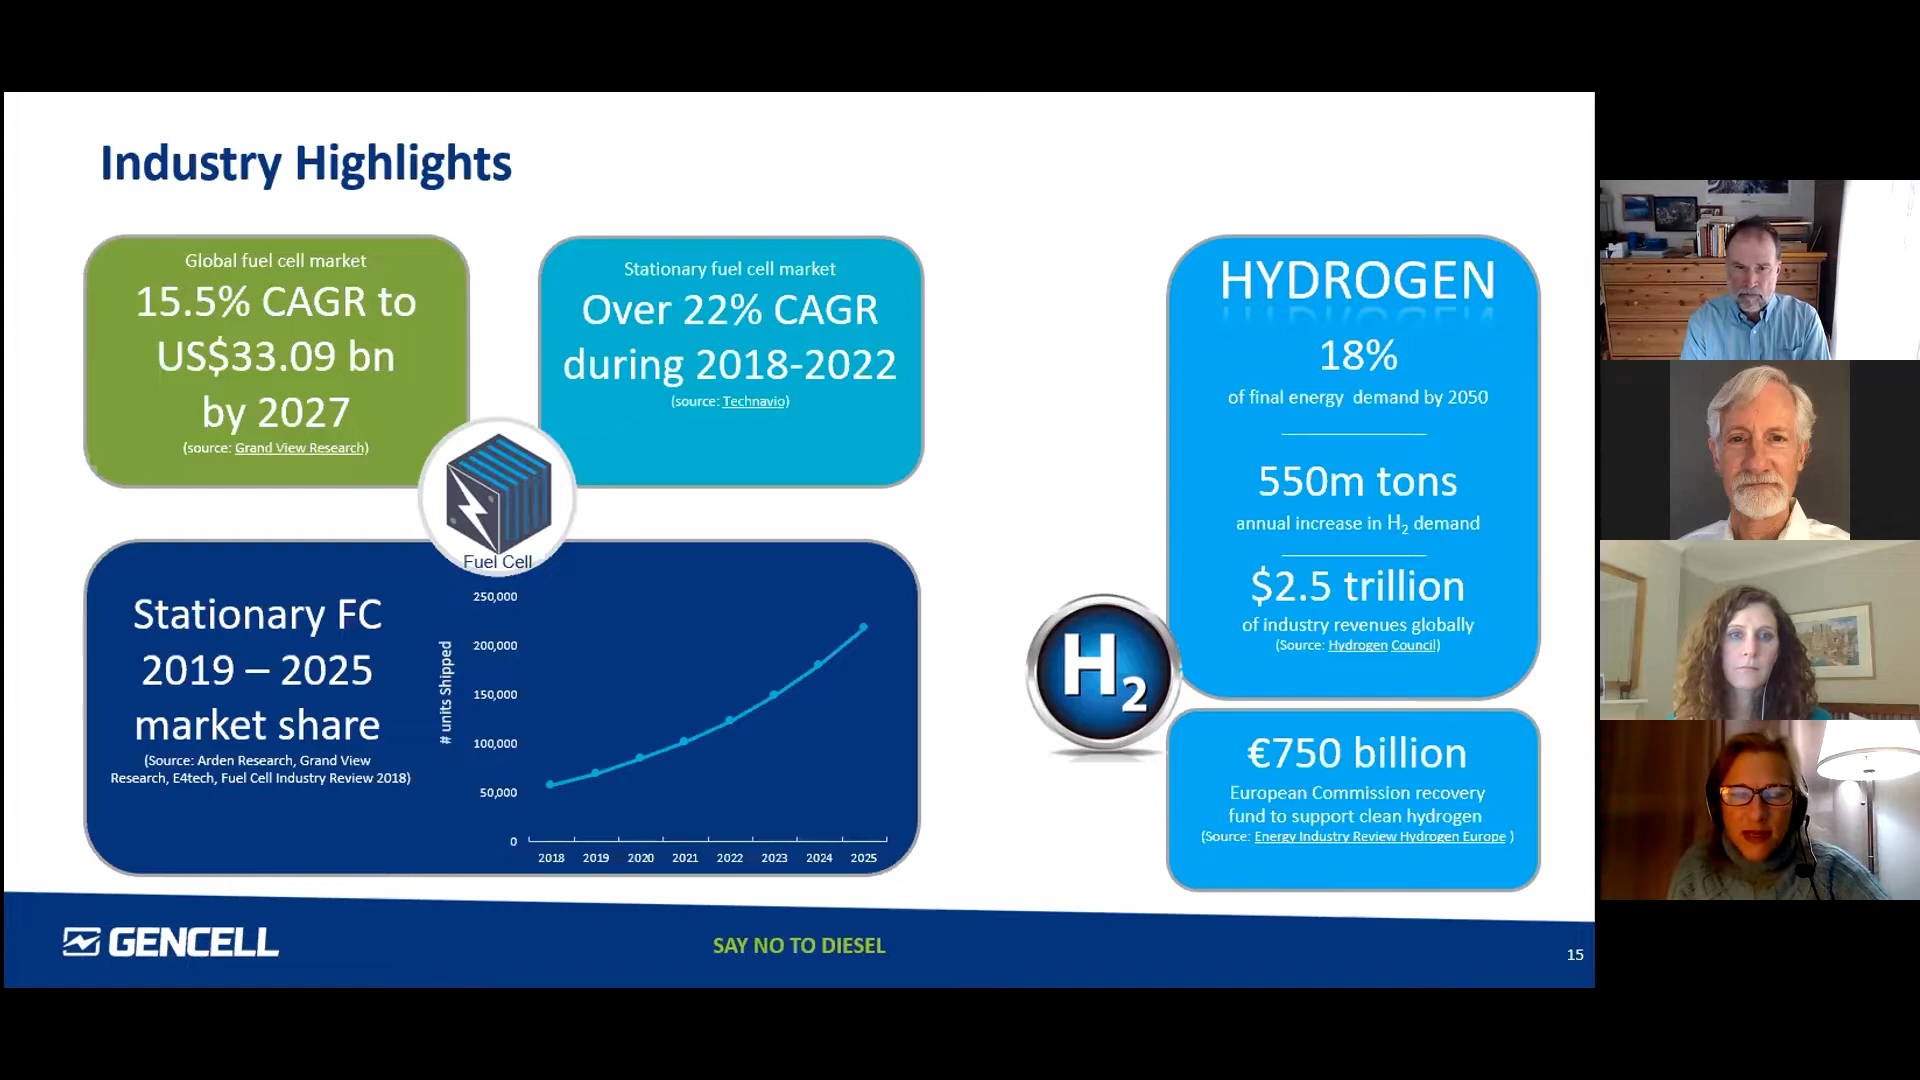 Industry Highlights
Global fuel cell market
15.5% CAGR to
US$33.09 bn
by 2027
(source: Grand View Research)
Stationary fuel cell market
Over 22% CAGR
during 2018-2022
(source: Technavio)
Fuel Cell
Stationary FC
2019 – 2025
market share
(Source: Arden Research, Grand View
Research, E4tech, Fuel Cell Industry Review 2018)
# units Shipped
250,000
200,000
150,000
100,000
50,000
0
2018 2019 2020 2021 2022 2023 2024 2025
HYDROGEN
18%
of final energy demand by 2050
550m tons
annual increase in H2 demand
$2.5 trillion
of industry revenues globally
(Source: Hydrogen Council)
H2
€750 billion
European Commission recovery
fund to support clean hydrogen
(Source: Energy Industry Review Hydrogen Europe )
GENCELL
SAY NO TO DIESEL
15